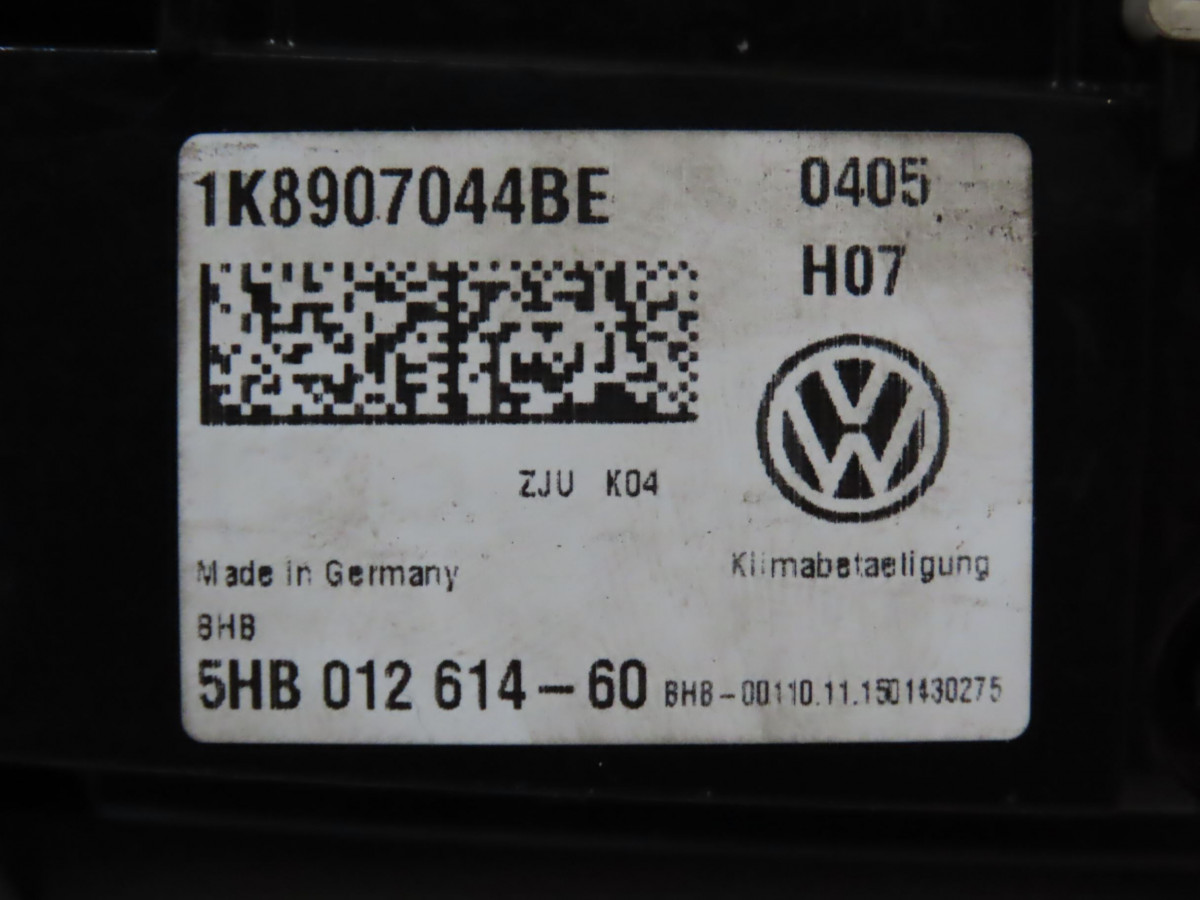 1K8907044BE
0405
H07
ZJU K04
Made in Germany
Klimabetaetigung
BHB
5HB 012 614-60 BHB-00110.11.1501430275